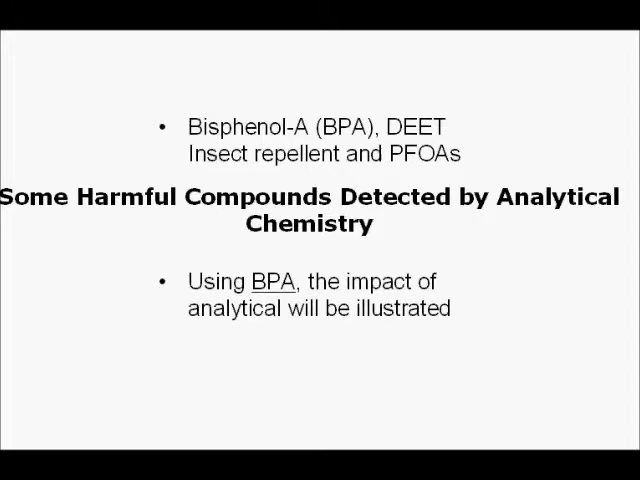 • Bisphenol-A (BPA), DEET
Insect repellent and PFOAs
Some Harmful Compounds Detected by Analytical
Chemistry
• Using BPA, the impact of
analytical will be illustrated